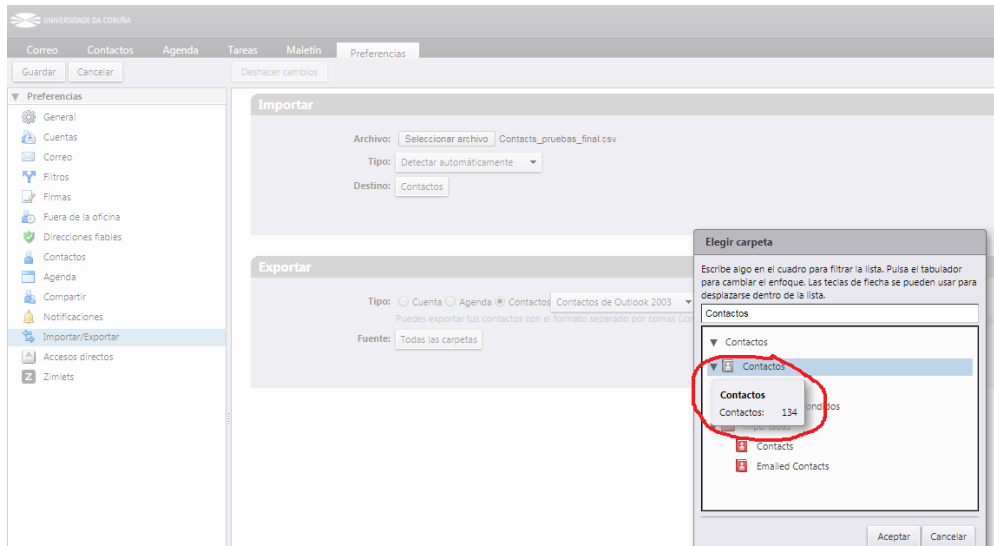 UNIVERSIDADE DA CORUÑA
Correo Contactos Agenda Tareas Maletín Preferencias
Guardar Cancelar Deshacer cambios
Preferencias
General
Cuentas
Correo
Filtros
Firmas
Fuera de la oficina
Direcciones fiables
Contactos
Agenda
Compartir
Notificaciones
Importar/Exportar
Accesos directos
Z Zimlets
Importar
Archivo: Seleccionar archivo Contacts_pruebas_final.csv
Tipo: Detectar automáticamente
Destino: Contactos
Exportar
Tipo: Cuenta Agenda Contactos Contactos de Outlook 2003
Puedes exportar tus contactos con el formato separado por comas (.cs
Fuente: Todas las carpetas
Elegir carpeta
Escribe algo en el cuadro para filtrar la lista. Pulsa el tabulador
para cambiar el enfoque. Las teclas de flecha se pueden usar para
desplazarse dentro de la lista.
Contactos
Contactos
Contactos
Contactos
Contactos: 134
ondidos
Importadas
Contacts
Emailed Contacts
Aceptar Cancelar